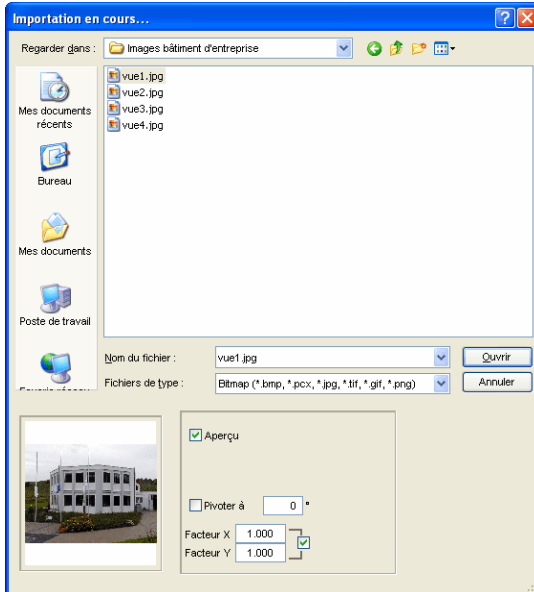 Importation en cours...
Regarder dans :
Images bâtiment d'entreprise
vue1.jpg
vue2.jpg
vue3.jpg
vue4.jpg
Mes documents
récents
Bureau
Mes documents
Poste de travail
Nom du fichier :
vue1.jpg
Ouvrir
Fichiers de type :
Bitmap (*.bmp, *.pcx, *.jpg, *.tif, *.gif, *.png)
Annuler
Aperçu
Pivoter à
0 °
Facteur X
1.000
Facteur Y
1.000